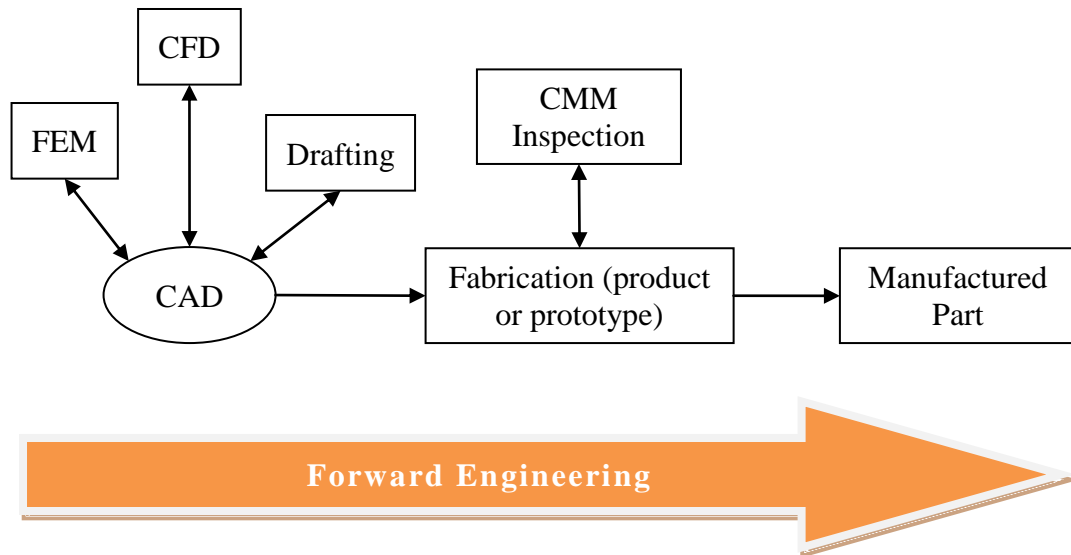 CFD
FEM
Drafting
CMM
Inspection
CAD
Fabrication (product
or prototype)
Manufactured
Part
Forward Engineering